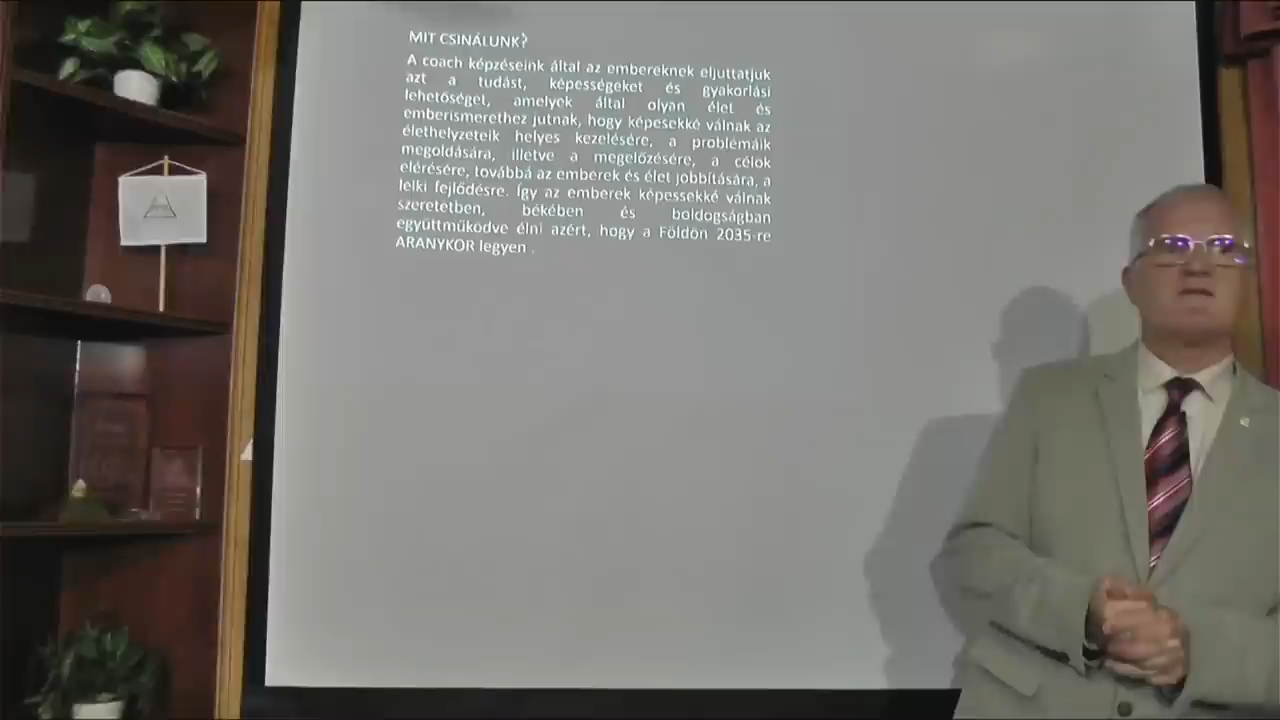 MIT CSINÁLUNK?
A coach képzéseink által az embereknek eljuttatjuk
azt a tudást, képességeket és gyakorlási
lehetőséget, amelyek által olyan élet és
emberismerethez jutnak, hogy képesekké válnak az
élethelyzeteik helyes kezelésére, a problémáik
megoldására, illetve a megelőzésére, a célok
elérésére, továbbá az emberek és élet jobbítására, a
lelki fejlődésre. Így az emberek képessekké válnak
szeretetben, békében és boldogságban
együttműködve élni azért, hogy a Földön 2035-re
ARANYKOR legyen .